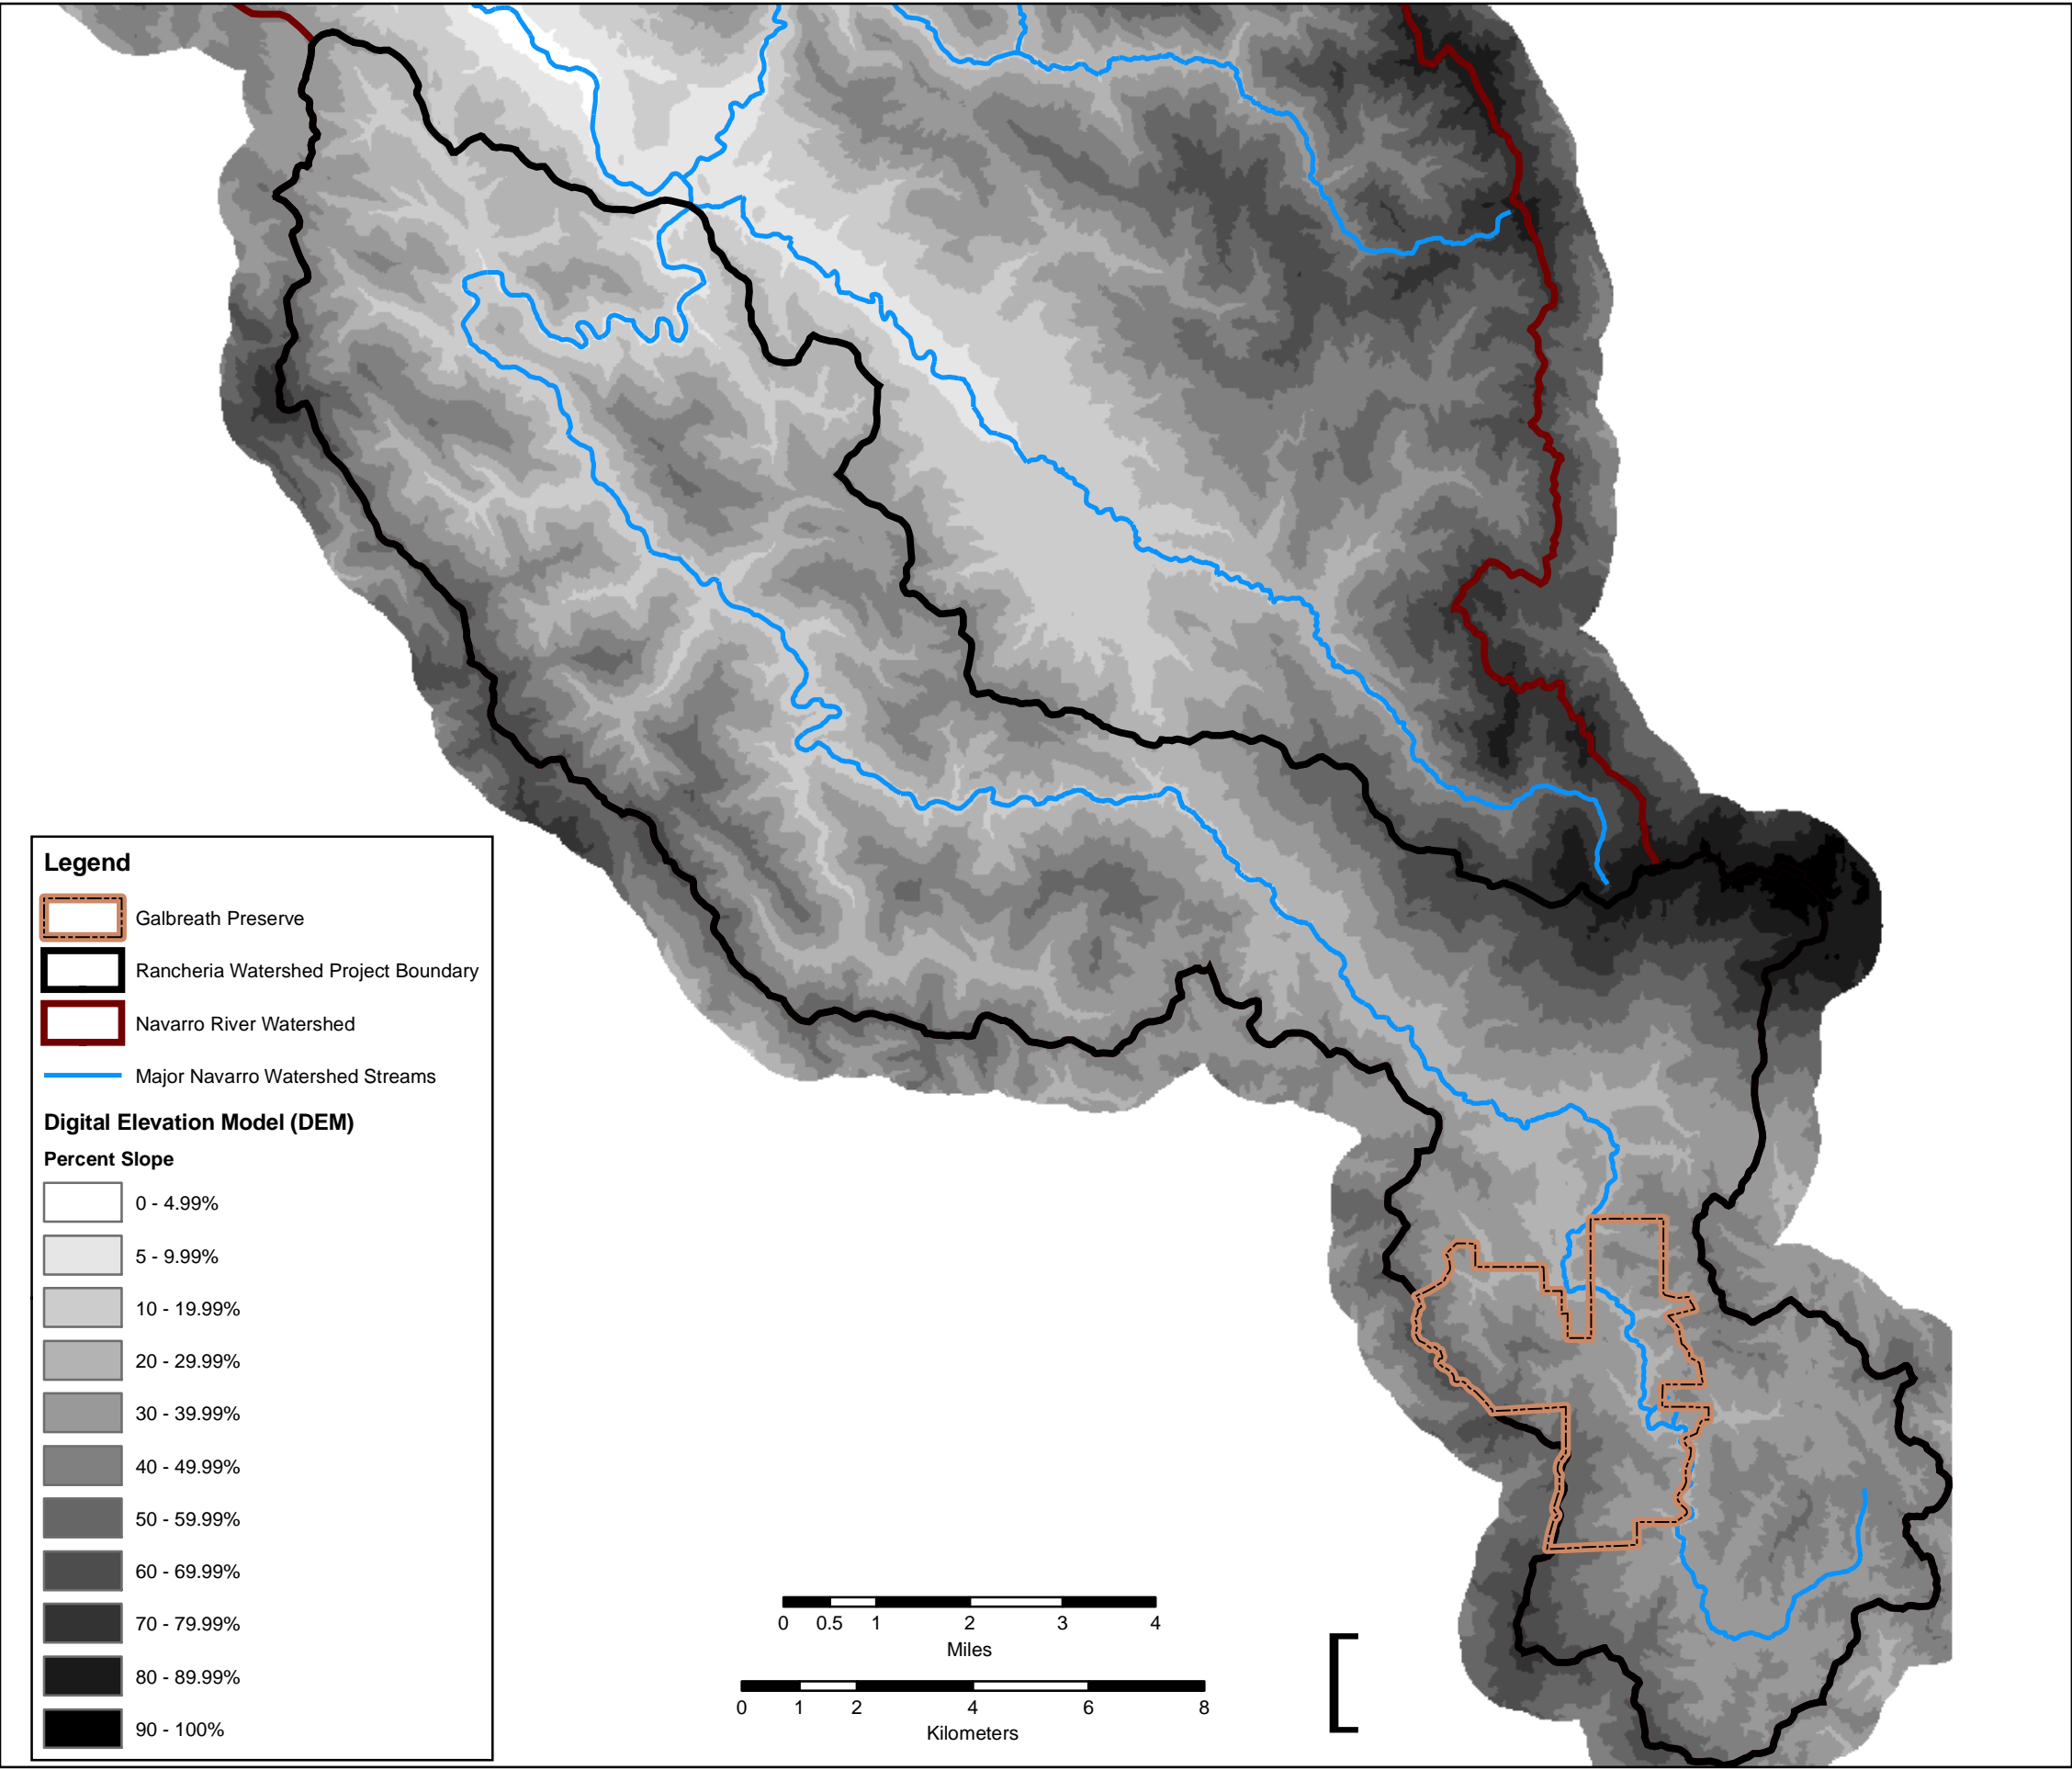 Legend
Galbreath Preserve
Rancheria Watershed Project Boundary
Navarro River Watershed
Major Navarro Watershed Streams
Digital Elevation Model (DEM)
Percent Slope
0 - 4.99%
5 - 9.99%
10 - 19.99%
20 - 29.99%
30 - 39.99%
40 - 49.99%
50 - 59.99%
60 - 69.99%
70 - 79.99%
80 - 89.99%
90 - 100%
0 0.5 1 2 3 4
Miles
0 1 2 4 6 8
Kilometers
[